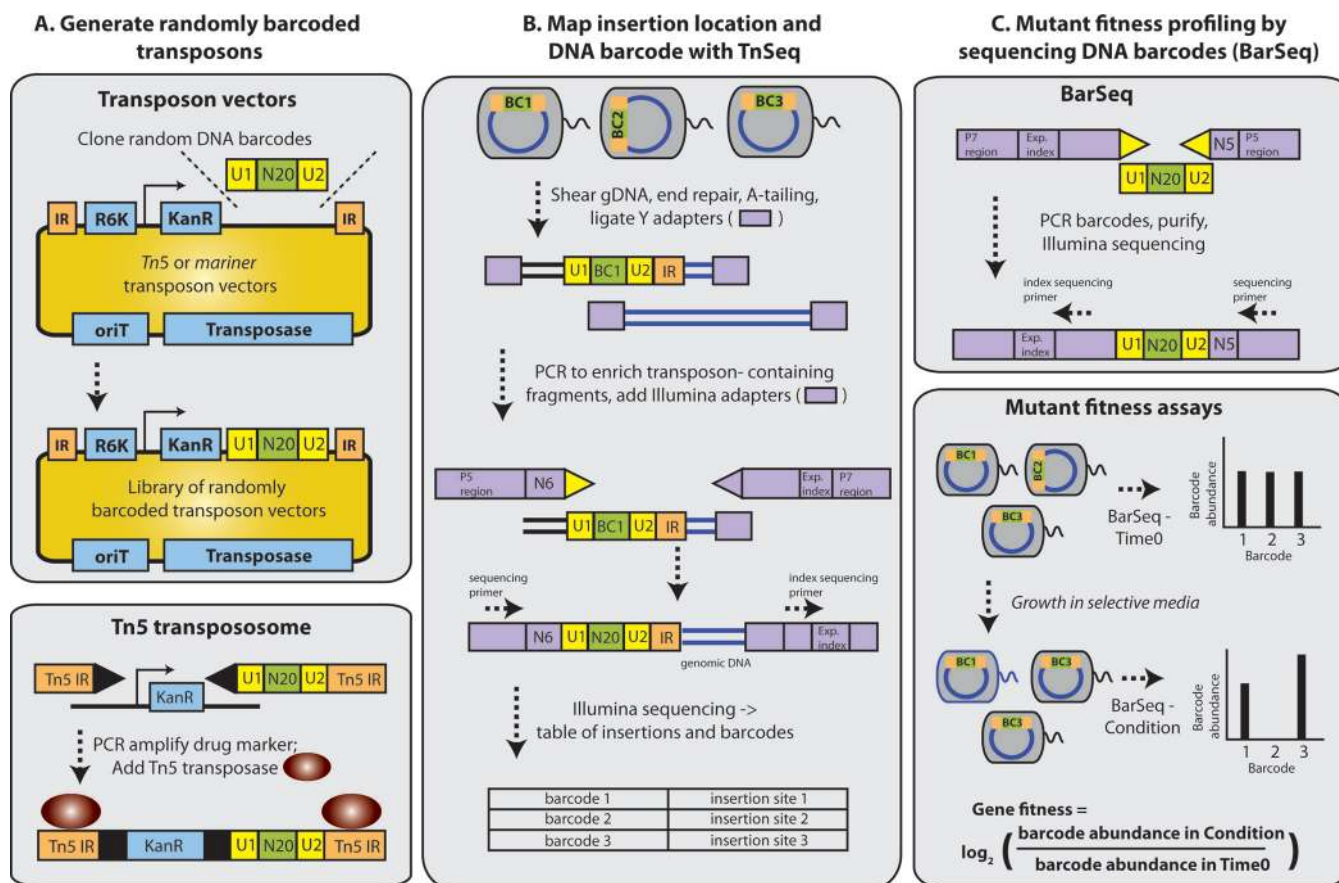 A. Generate randomly barcoded
transposons
Transposon vectors
Clone random DNA barcodes
U1 N20 U2
IR R6K KanR IR
Tn5 or mariner
transposon vectors
oriT Transposase
IR R6K KanR U1 N20 U2 IR
Library of randomly
barcoded transposon vectors
oriT Transposase
Tn5 transpososome
Tn5 IR U1 N20 U2 Tn5 IR
KanR
PCR amplify drug marker;
Add Tn5 transposase
Tn5 IR KanR U1 N20 U2 Tn5 IR
B. Map insertion location and
DNA barcode with TnSeq
BC1 BC2 BC3
Shear gDNA, end repair, A-tailing,
ligate Y adapters ( )
U1 BC1 U2 IR
PCR to enrich transposon- containing
fragments, add Illumina adapters ( )
P5
region N6 Exp.
index P7
region
U1 BC1 U2 IR
sequencing
primer
index sequencing
primer
N6 U1 N20 U2 IR Exp.
index
genomic DNA
Illumina sequencing ->
table of insertions and barcodes
barcode 1 insertion site 1
barcode 2 insertion site 2
barcode 3 insertion site 3
C. Mutant fitness profiling by
sequencing DNA barcodes (BarSeq)
BarSeq
P7
region Exp.
index N5 P5
region
U1 N20 U2
PCR barcodes, purify,
Illumina sequencing
index sequencing
primer
sequencing
primer
Exp.
index U1 N20 U2 N5
Mutant fitness assays
BC1 BC2
BC3
BarSeq -
Time0
Barcode
abundance
1 2 3
Barcode
Growth in selective media
BC1 BC3
BC3
BarSeq -
Condition
Barcode
abundance
1 2 3
Barcode
Gene fitness =
log2 ( barcode abundance in Condition
barcode abundance in Time0 )